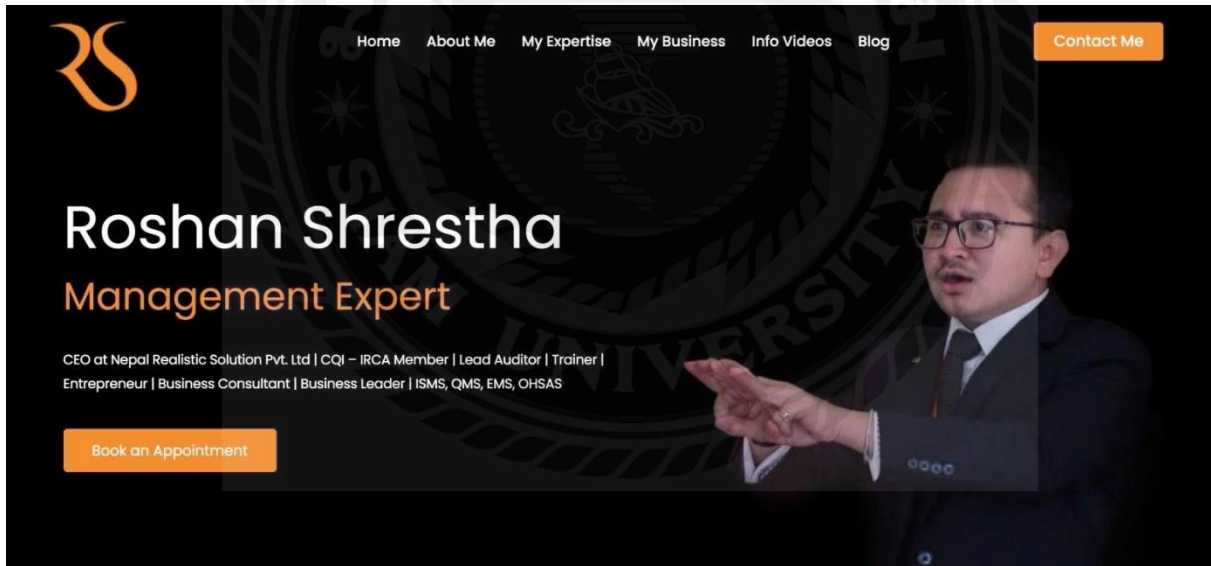 RS
Home About Me My Expertise My Business Info Videos Blog Contact Me
Roshan Shrestha
Management Expert
CEO at Nepal Realistic Solution Pvt. Ltd | CQI – IRCA Member | Lead Auditor | Trainer |
Entrepreneur | Business Consultant | Business Leader | ISMS, QMS, EMS, OHSAS
Book an Appointment
SIAM UNIVERSITY